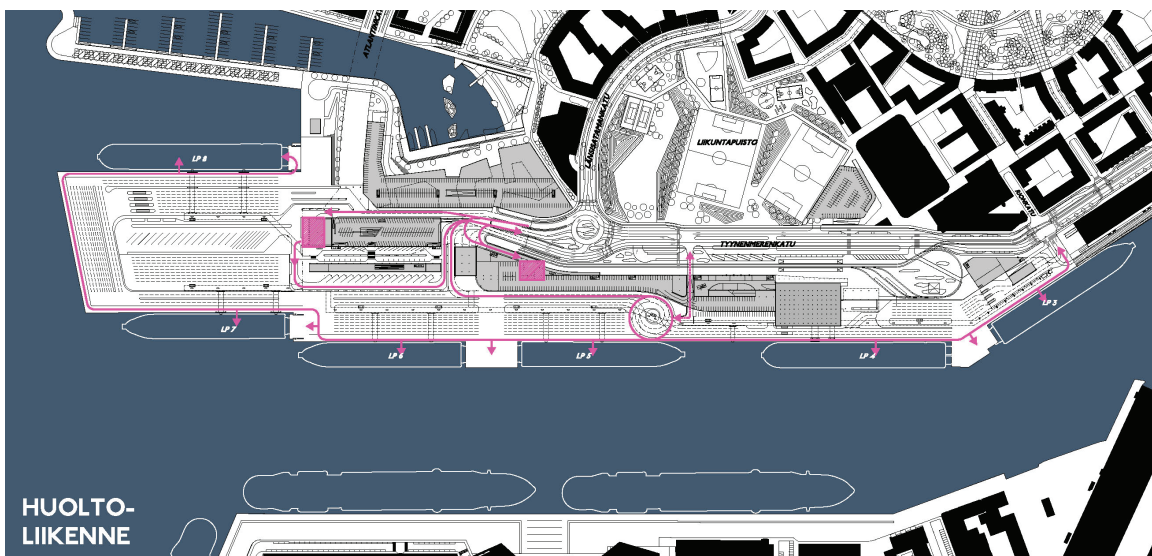 ATLANTINKATU
LÄNSISATAMANKATU
LIIKUNTAPUISTO
LP 8
TYYNENMERENKATU
LP 3
LP 7
LP 6
LP 5
LP 4
HUOLTO-
LIIKENNE